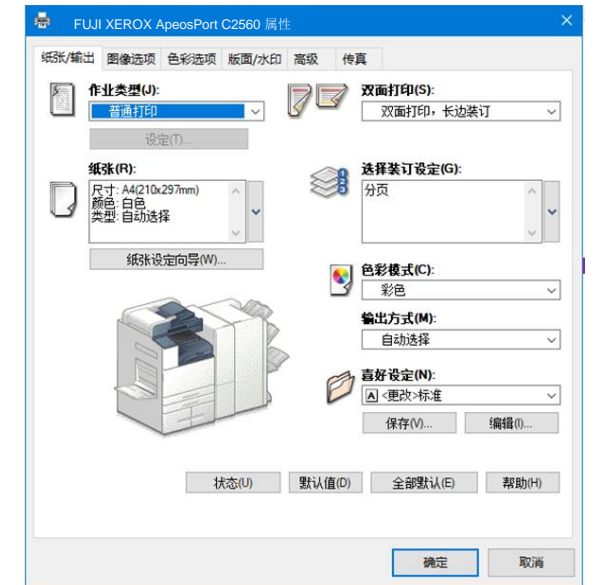 FUJI XEROX ApeosPort C2560 属性
纸张/输出 图像选项 色彩选项 版面/水印 高级 传真
作业类型(J):
普通打印
设定(T)...
纸张(R):
尺寸: A4(210x297mm)
颜色: 白色
类型: 自动选择
纸张设定向导(W)...
双面打印(S):
双面打印，长边装订
选择装订设定(G):
1
2
3
分页
色彩模式(C):
彩色
输出方式(M):
自动选择
喜好设定(N):
A <更改>标准
保存(V)... 编辑(I)...
状态(U) 默认值(D) 全部默认(E) 帮助(H)
确定 取消